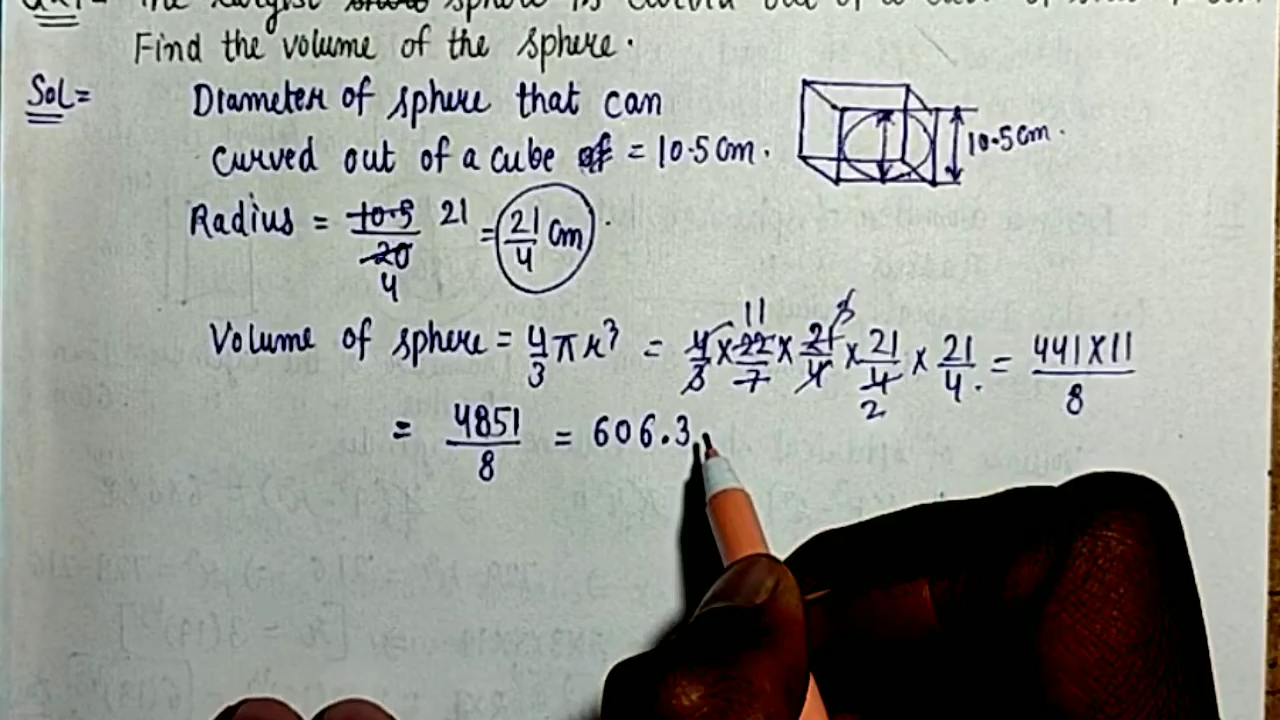 Find the volume of the sphere.
Sol=
Diameter of sphere that can
curved out of a cube of = 10.5 cm.
10.5 cm.
Radius = 10.5/20 21/4 = 21/4 cm
Volume of sphere = 4/3 πr³ = 4/3 × 22/7 11 × 21/4 3 × 21/4 2 × 21/4 = 441×11/8
= 4851/8 = 606.3